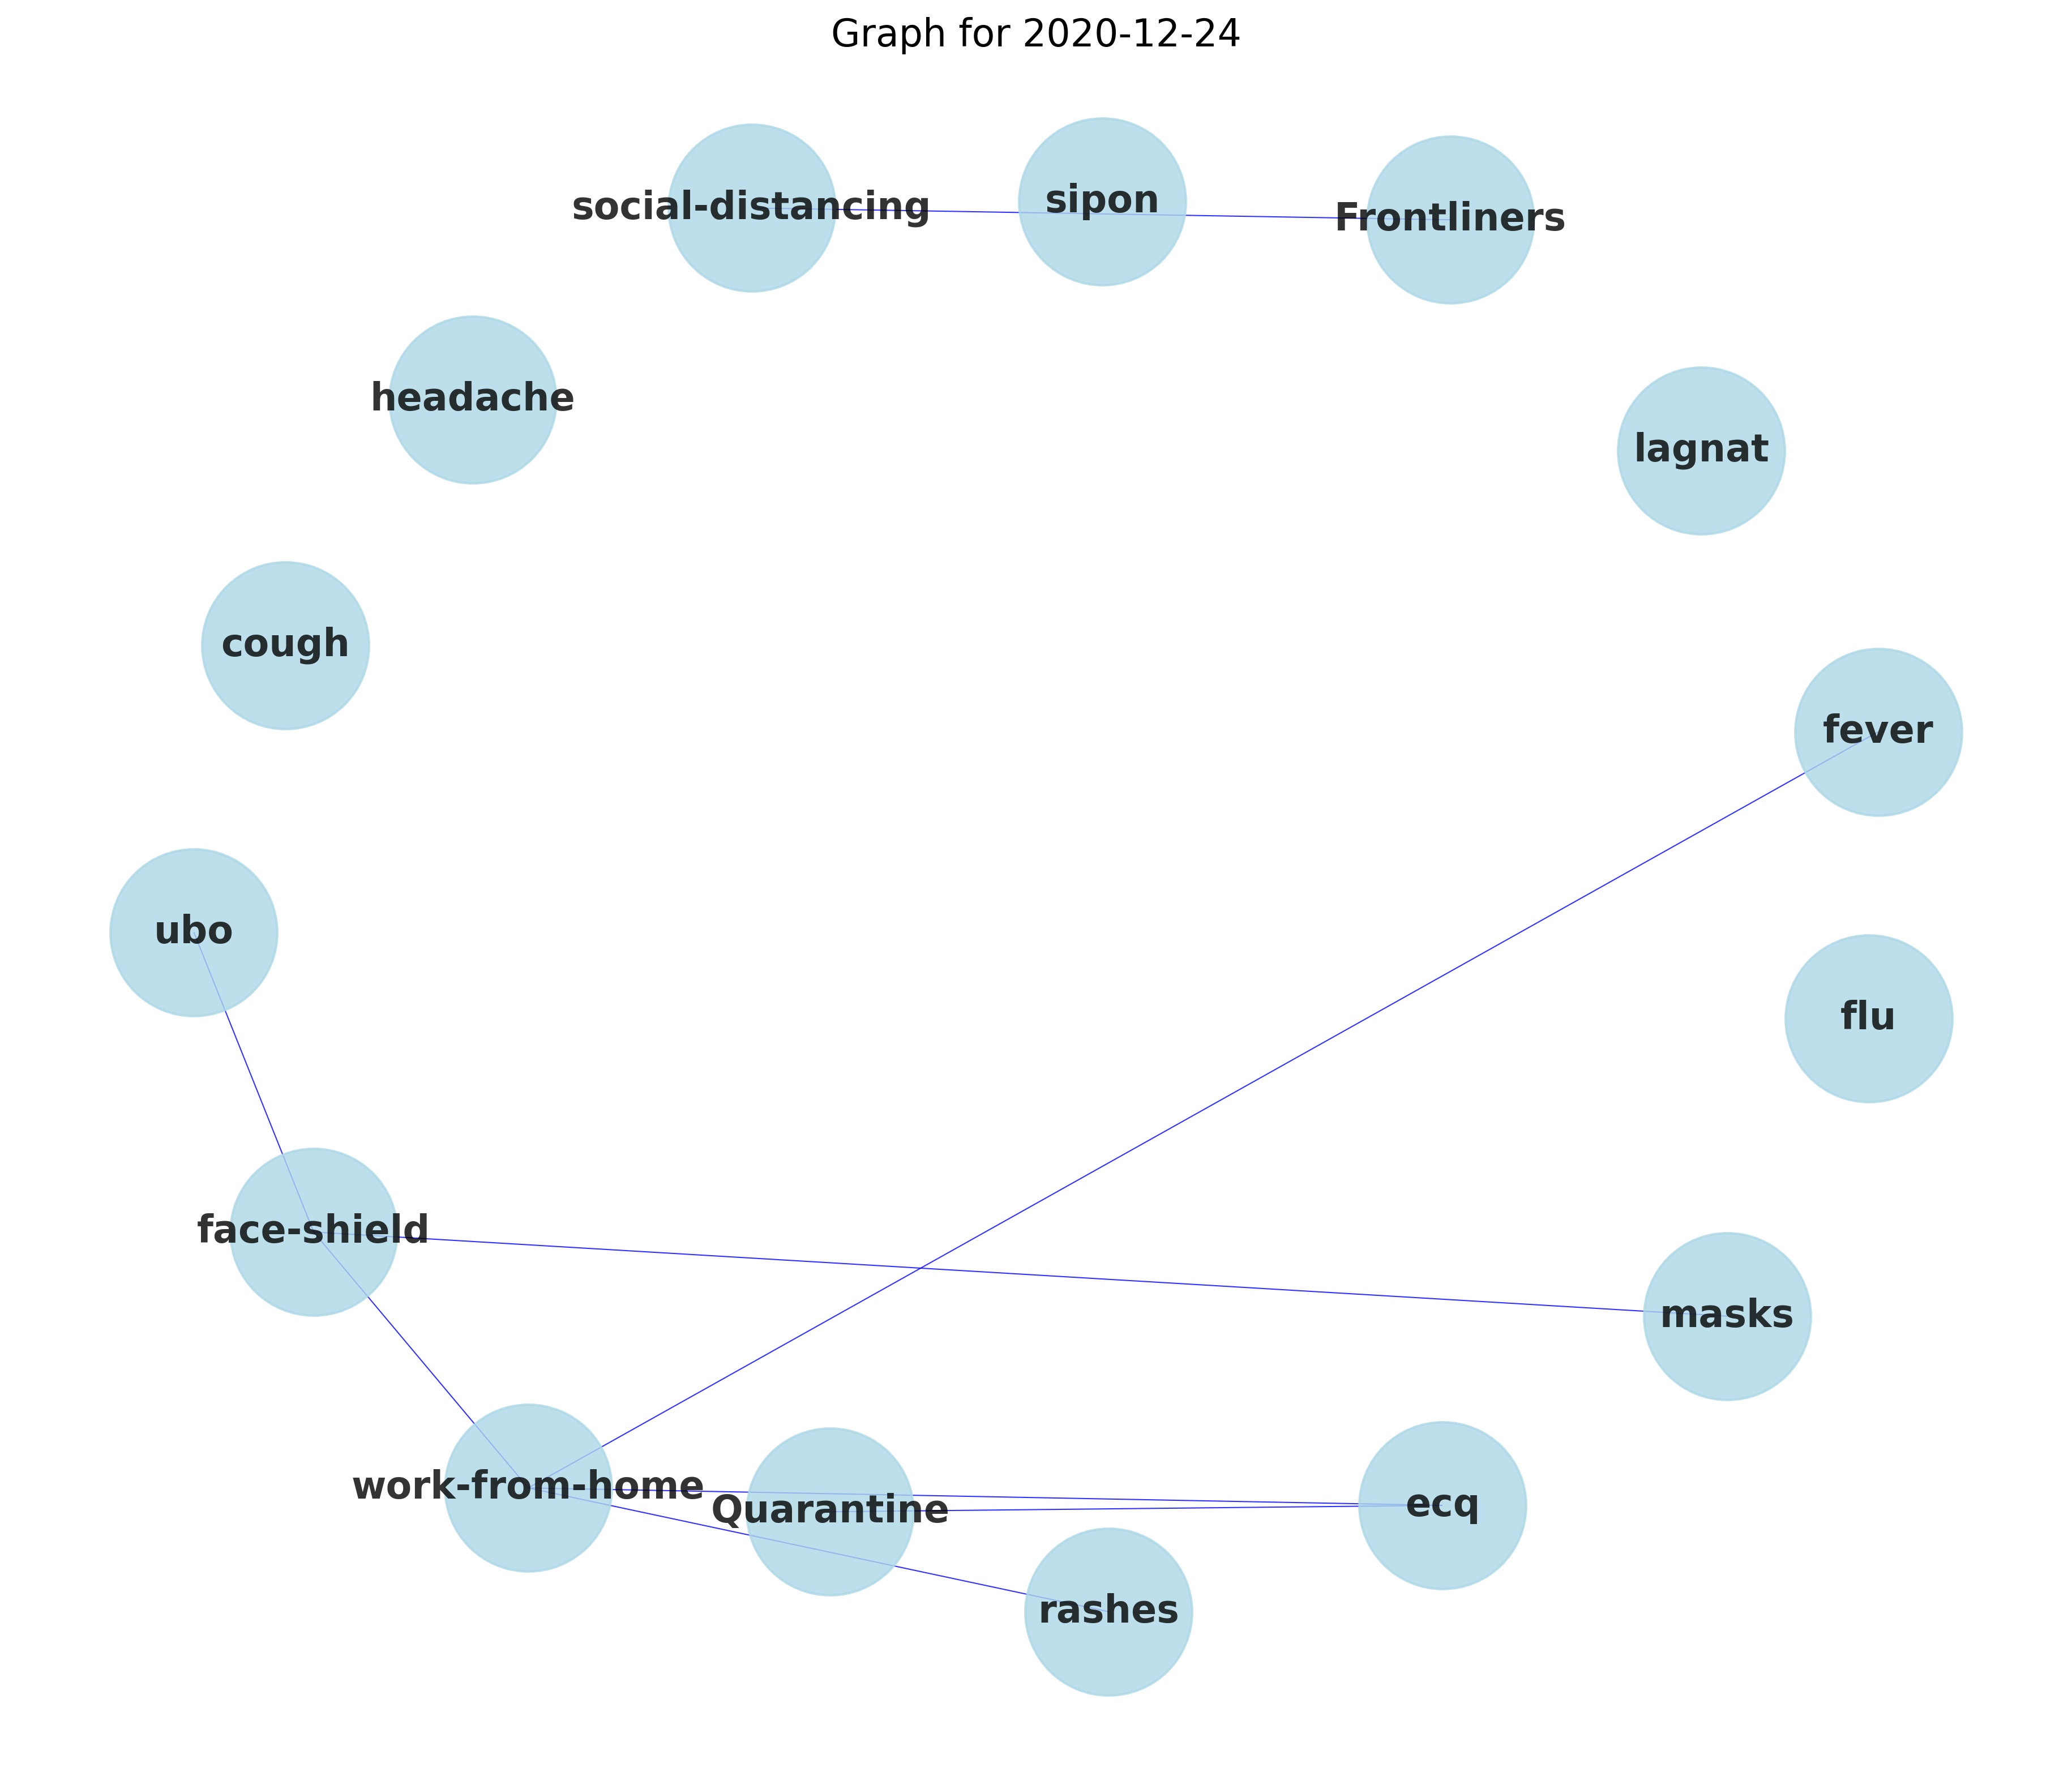 Graph for 2020-12-24
social-distancing
sipon
Frontliners
headache
lagnat
cough
fever
ubo
flu
face-shield
masks
work-from-home
Quarantine
ecq
rashes